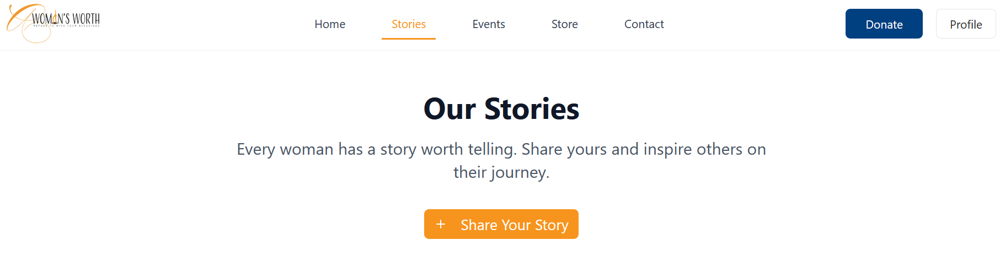 WOMAN'S WORTH
REFUSE TO MISS YOUR BLESSINGS
Home Stories Events Store Contact Donate Profile
Our Stories
Every woman has a story worth telling. Share yours and inspire others on
their journey.
+ Share Your Story